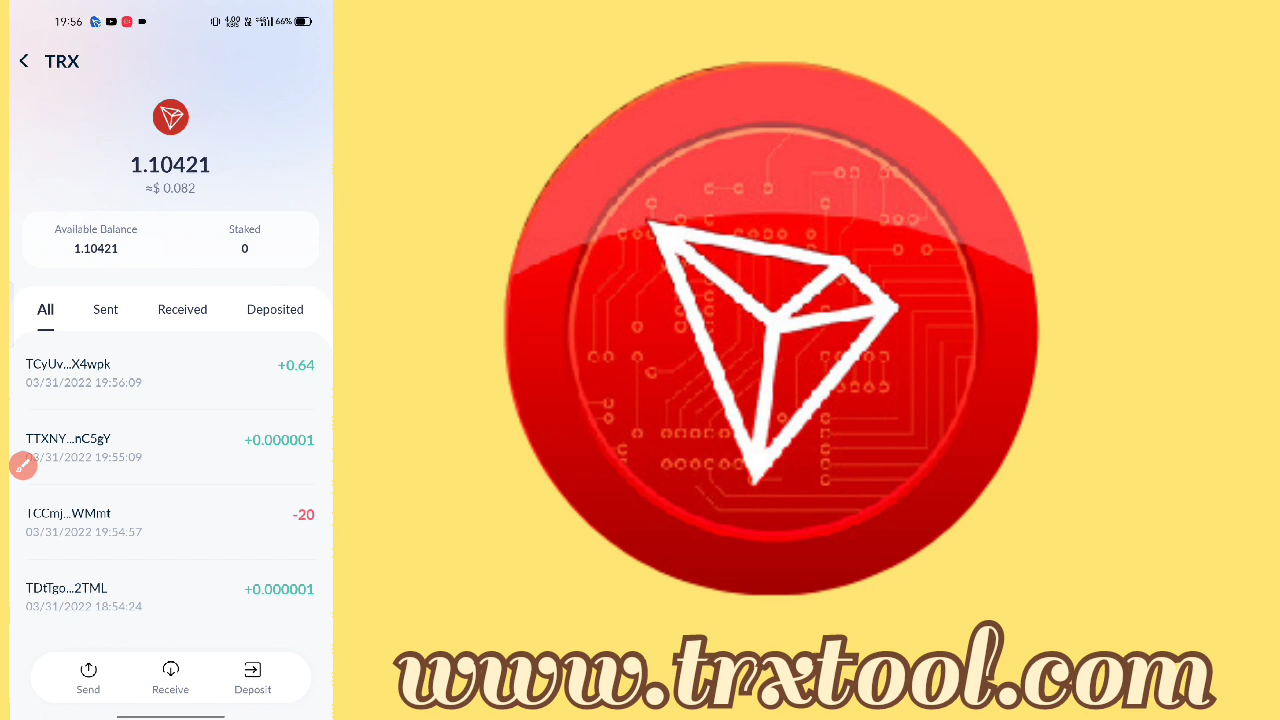 19:56 66%
TRX
1.10421
≈$ 0.082
Available Balance Staked
1.10421 0
All Sent Received Deposited
TCyUv...X4wpk +0.64
03/31/2022 19:56:09
TTXNY...nC5gY +0.000001
03/31/2022 19:55:09
TCCmj...WMmt -20
03/31/2022 19:54:57
TDtTgo...2TML +0.000001
03/31/2022 18:54:24
Send Receive Deposit
www.trxtool.com